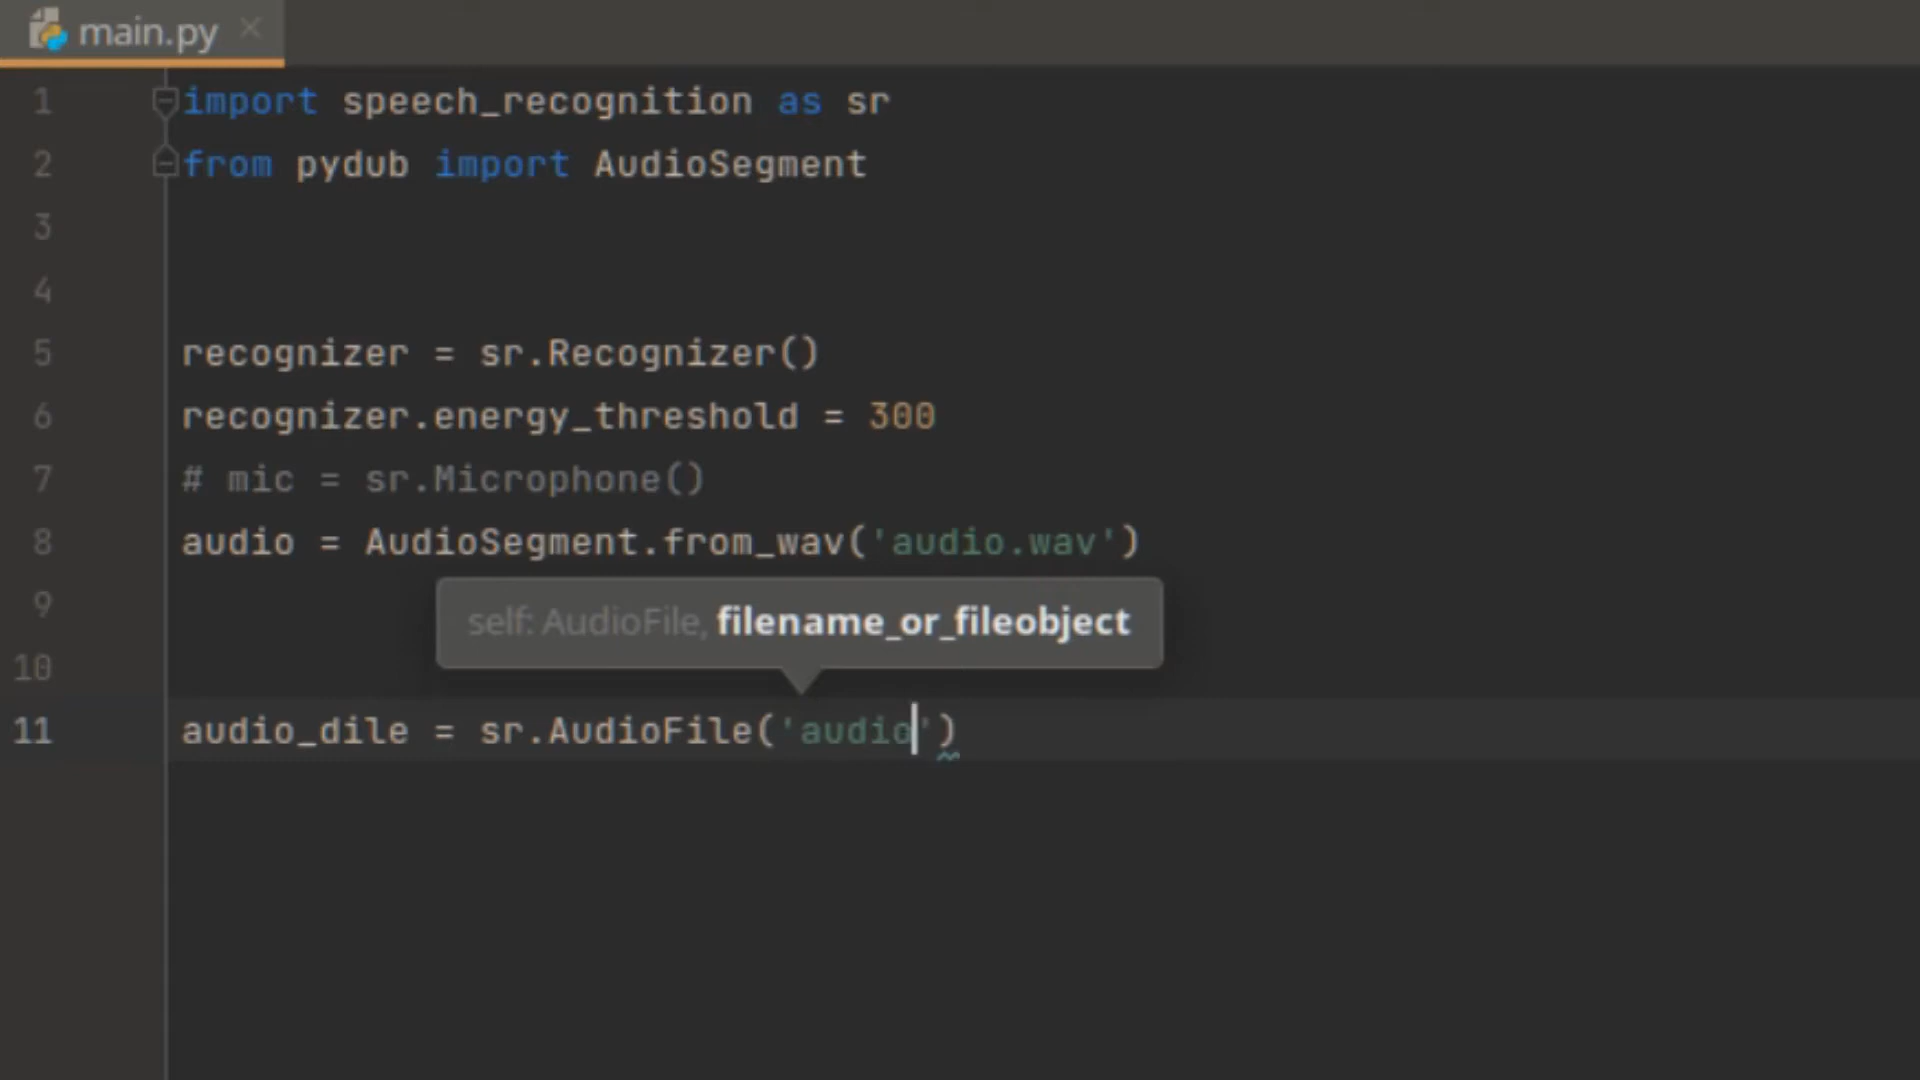 main.py
1 import speech_recognition as sr
2 from pydub import AudioSegment
3
4
5 recognizer = sr.Recognizer()
6 recognizer.energy_threshold = 300
7 # mic = sr.Microphone()
8 audio = AudioSegment.from_wav('audio.wav')
9
self: AudioFile, filename_or_fileobject
10
11 audio_dile = sr.AudioFile('audio')